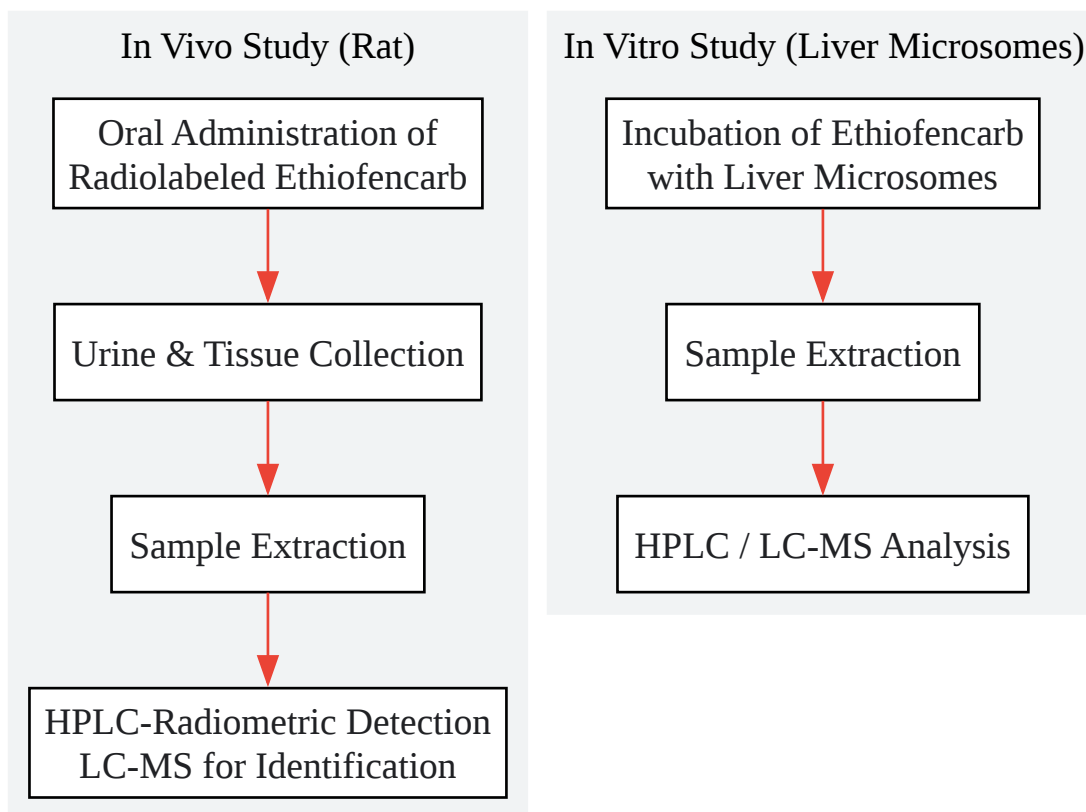 In Vivo Study (Rat)
Oral Administration of
Radiolabeled Ethiofencarb
Urine & Tissue Collection
Sample Extraction
HPLC-Radiometric Detection
LC-MS for Identification
In Vitro Study (Liver Microsomes)
Incubation of Ethiofencarb
with Liver Microsomes
Sample Extraction
HPLC / LC-MS Analysis